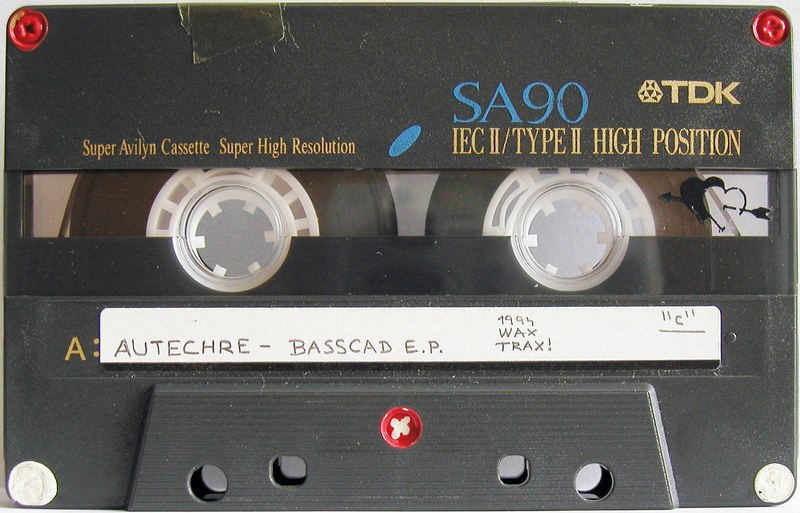 SA90
TDK
Super Avilyn Cassette Super High Resolution
IEC II/TYPE II HIGH POSITION
A:
AUTECHRE - BASSCAD E.P.
1994
WAX
TRAX!
"C"